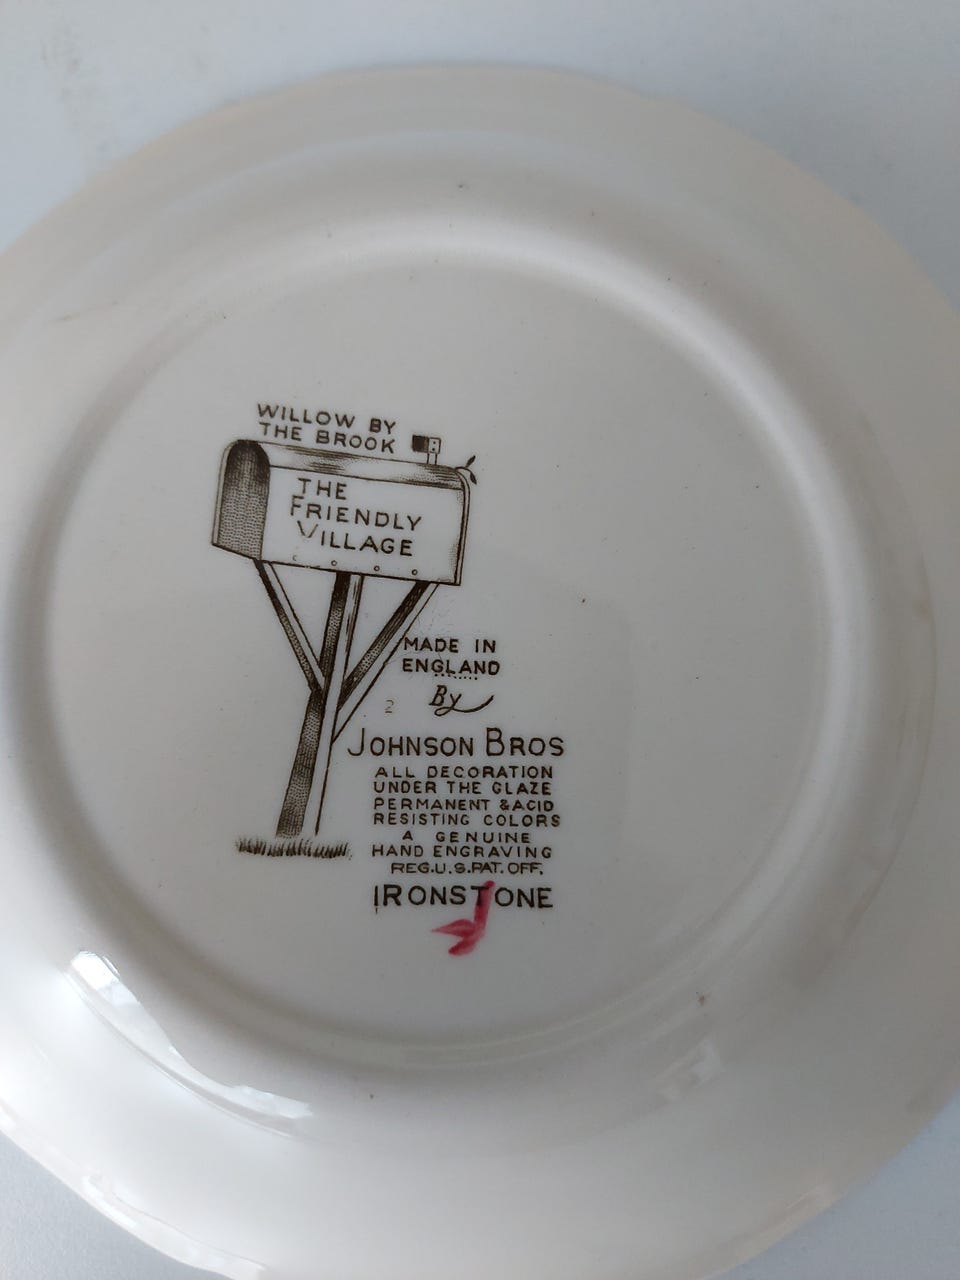 WILLOW BY
THE BROOK
THE
FRIENDLY
VILLAGE
MADE IN
ENGLAND
By
2
JOHNSON BROS
ALL DECORATION
UNDER THE GLAZE
PERMANENT & ACID
RESISTING COLORS
A GENUINE
HAND ENGRAVING
REG.U.S.PAT.OFF.
IRONSTONE